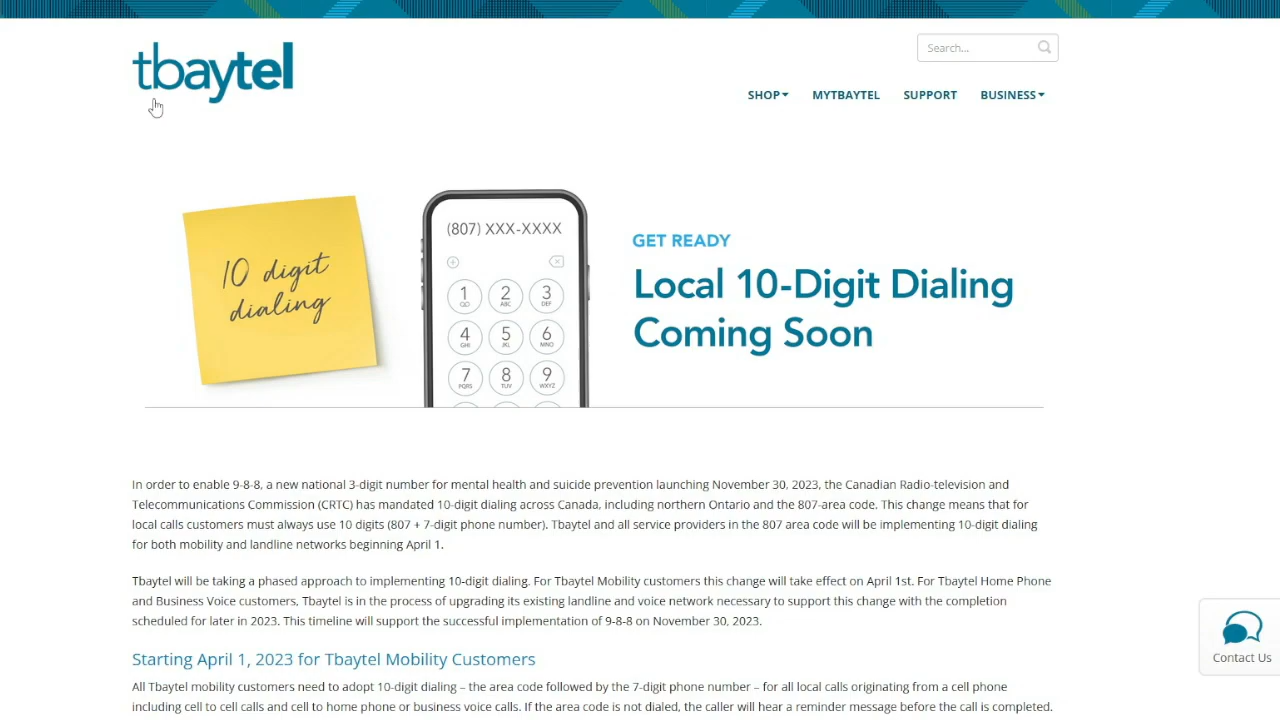 tbaytel
Search...
SHOP MYTBAYTEL SUPPORT BUSINESS
10 digit
dialing
(807) XXX-XXXX
1 2 3
ABC DEF
4 5 6
GHI JKL MNO
7 8 9
PQRS TUV WXYZ
GET READY
Local 10-Digit Dialing
Coming Soon
In order to enable 9-8-8, a new national 3-digit number for mental health and suicide prevention launching November 30, 2023, the Canadian Radio-television and
Telecommunications Commission (CRTC) has mandated 10-digit dialing across Canada, including northern Ontario and the 807-area code. This change means that for
local calls customers must always use 10 digits (807 + 7-digit phone number). Tbaytel and all service providers in the 807 area code will be implementing 10-digit dialing
for both mobility and landline networks beginning April 1.
Tbaytel will be taking a phased approach to implementing 10-digit dialing. For Tbaytel Mobility customers this change will take effect on April 1st. For Tbaytel Home Phone
and Business Voice customers, Tbaytel is in the process of upgrading its existing landline and voice network necessary to support this change with the completion
scheduled for later in 2023. This timeline will support the successful implementation of 9-8-8 on November 30, 2023.
Starting April 1, 2023 for Tbaytel Mobility Customers
All Tbaytel mobility customers need to adopt 10-digit dialing – the area code followed by the 7-digit phone number – for all local calls originating from a cell phone
including cell to cell calls and cell to home phone or business voice calls. If the area code is not dialed, the caller will hear a reminder message before the call is completed.
Contact Us